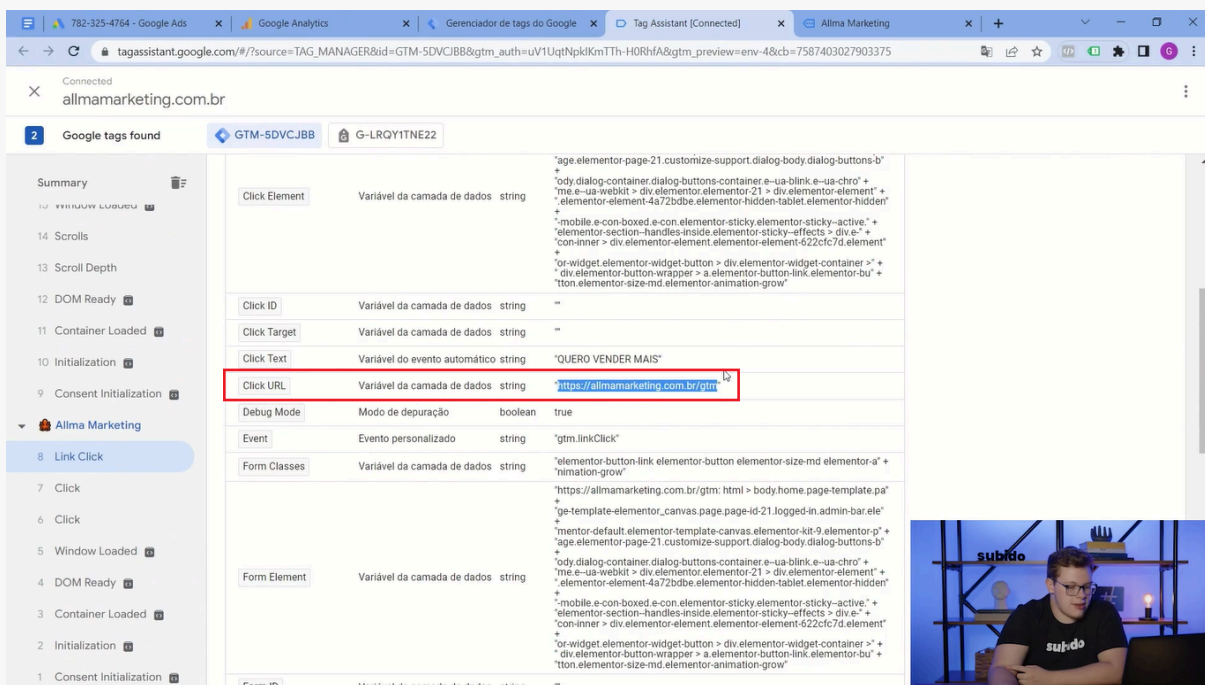 782-325-4764 - Google Ads
Google Analytics
Gerenciador de tags do Google
Tag Assistant [Connected]
Allma Marketing
tagassistant.google.com/#/?source=TAG_MANAGER&id=GTM-5DVCJBB&gtm_auth=uV1UqtNpkIKmTTh-H0RhfA&gtm_preview=env-4&cb=7587403027903375
G
Connected
allmamarketing.com.br
2 Google tags found
GTM-5DVCJBB
G-LRQY1TNE22
Summary
15 Window Loaded
14 Scrolls
13 Scroll Depth
12 DOM Ready
11 Container Loaded
10 Initialization
9 Consent Initialization
Allma Marketing
8 Link Click
7 Click
6 Click
5 Window Loaded
4 DOM Ready
3 Container Loaded
2 Initialization
1 Consent Initialization
"age.elementor-page-21.customize-support.dialog-body.dialog-buttons-b"
+
"ody.dialog-container.dialog-buttons-container.e--ua-blink.e--ua-chro" +
"me.e--ua-webkit > div.elementor.elementor-21 > div.elementor-element" +
".elementor-element-4a72bdbe.elementor-hidden-tablet.elementor-hidden"
+
Click Element Variável da camada de dados string
"-mobile.e-con-boxed.e-con.elementor-sticky.elementor-sticky--active." +
"elementor-section--handles-inside.elementor-sticky--effects > div.e-" +
"con-inner > div.elementor-element.elementor-element-622cfc7d.element"
+
"or-widget.elementor-widget-button > div.elementor-widget-container >" +
" div.elementor-button-wrapper > a.elementor-button-link.elementor-bu" +
"tton.elementor-size-md.elementor-animation-grow"
Click ID Variável da camada de dados string ""
Click Target Variável da camada de dados string ""
Click Text Variável do evento automático string "QUERO VENDER MAIS"
Click URL Variável da camada de dados string "https://allmamarketing.com.br/gtm"
Debug Mode Modo de depuração boolean true
Event Evento personalizado string "gtm.linkClick"
Form Classes Variável da camada de dados string "elementor-button-link elementor-button elementor-size-md elementor-a" +
"nimation-grow"
"https://allmamarketing.com.br/gtm: html > body.home.page-template.pa"
+
"ge-template-elementor_canvas.page.page-id-21.logged-in.admin-bar.ele"
+
"mentor-default.elementor-template-canvas.elementor-kit-9.elementor-p" +
"age.elementor-page-21.customize-support.dialog-body.dialog-buttons-b"
+
"ody.dialog-container.dialog-buttons-container.e--ua-blink.e--ua-chro" +
"me.e--ua-webkit > div.elementor.elementor-21 > div.elementor-element" +
Form Element Variável da camada de dados string
".elementor-element-4a72bdbe.elementor-hidden-tablet.elementor-hidden"
+
"-mobile.e-con-boxed.e-con.elementor-sticky.elementor-sticky--active." +
"elementor-section--handles-inside.elementor-sticky--effects > div.e-" +
"con-inner > div.elementor-element.elementor-element-622cfc7d.element"
+
"or-widget.elementor-widget-button > div.elementor-widget-container >" +
" div.elementor-button-wrapper > a.elementor-button-link.elementor-bu" +
"tton.elementor-size-md.elementor-animation-grow"
Form ID Variável da camada de dados string ""
subido
#
subido